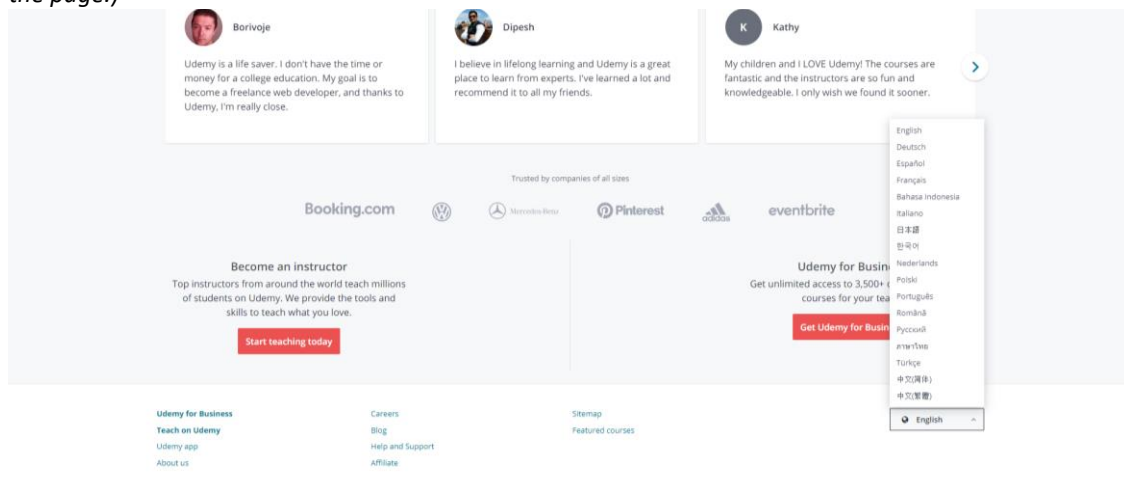 the page.)
Borivoje
Udemy is a life saver. I don't have the time or
money for a college education. My goal is to
become a freelance web developer, and thanks to
Udemy, I'm really close.
Dipesh
I believe in lifelong learning and Udemy is a great
place to learn from experts. I've learned a lot and
recommend it to all my friends.
K
Kathy
My children and I LOVE Udemy! The courses are
fantastic and the instructors are so fun and
knowledgeable. I only wish we found it sooner.
Trusted by companies of all sizes
Booking.com
Mercedes-Benz
Pinterest
adidas
eventbrite
Become an instructor
Top instructors from around the world teach millions
of students on Udemy. We provide the tools and
skills to teach what you love.
Start teaching today
Udemy for Busin
Get unlimited access to 3,500+
courses for your tea
Get Udemy for Busin
English
Deutsch
Español
Français
Bahasa Indonesia
Italiano
日本語
한국어
Nederlands
Polski
Português
Română
Русский
ภาษาไทย
Türkçe
中文(简体)
中文(繁體)
English
Udemy for Business
Teach on Udemy
Udemy app
About us
Careers
Blog
Help and Support
Affiliate
Sitemap
Featured courses